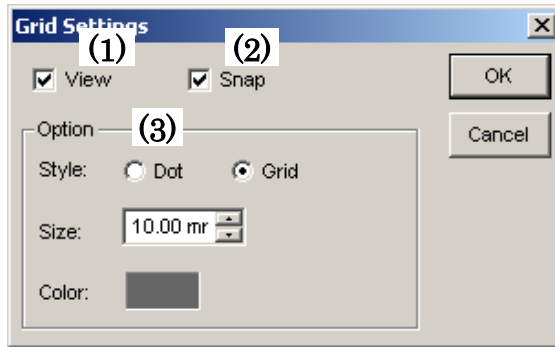 Grid Settings
(1) (2)
View Snap OK
Option (3) Cancel
Style: Dot Grid
Size: 10.00 mr
Color: